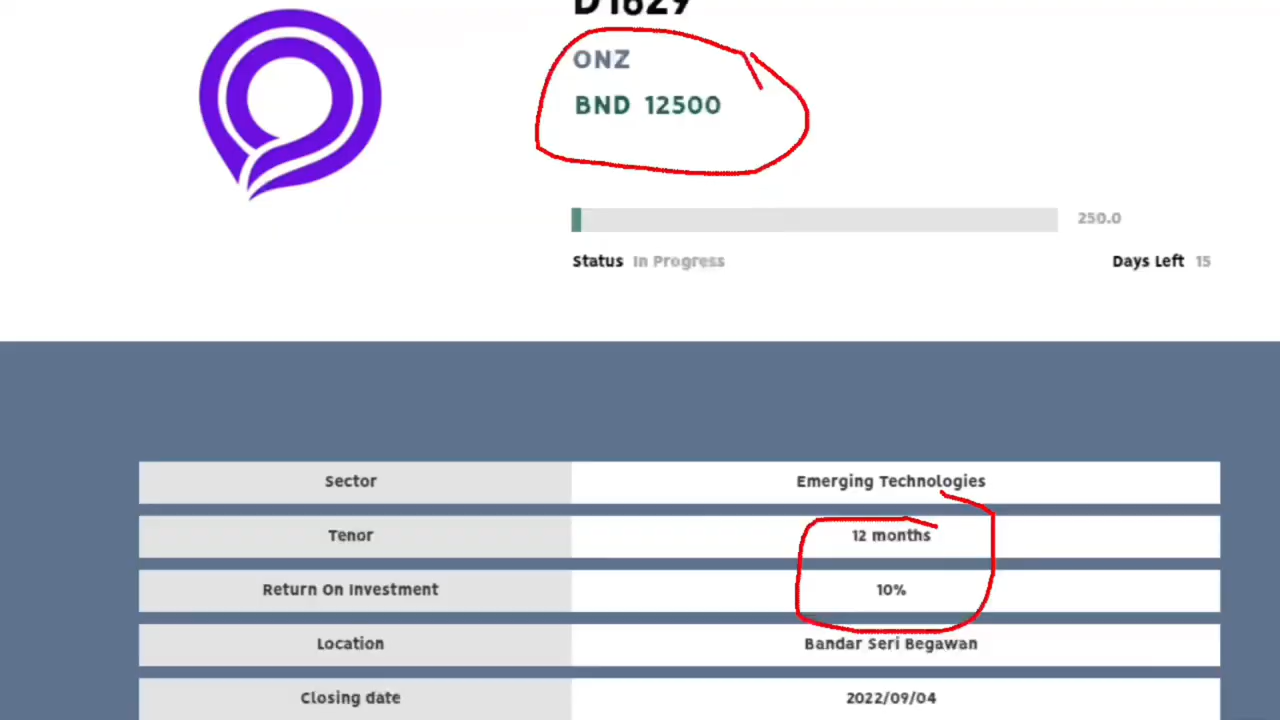 D1629
ONZ
BND 12500
250.0
Status In Progress
Days Left 15
Sector Emerging Technologies
Tenor 12 months
Return On Investment 10%
Location Bandar Seri Begawan
Closing date 2022/09/04